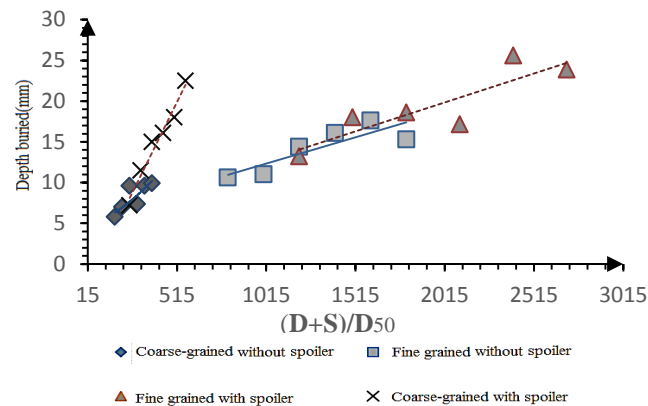 30
25
20
15
10
5
0
Depth buried(mm)
15 515 1015 1515 2015 2515 3015
(D+S)/D50
Coarse-grained without spoiler
Fine grained without spoiler
Fine grained with spoiler
Coarse-grained with spoiler